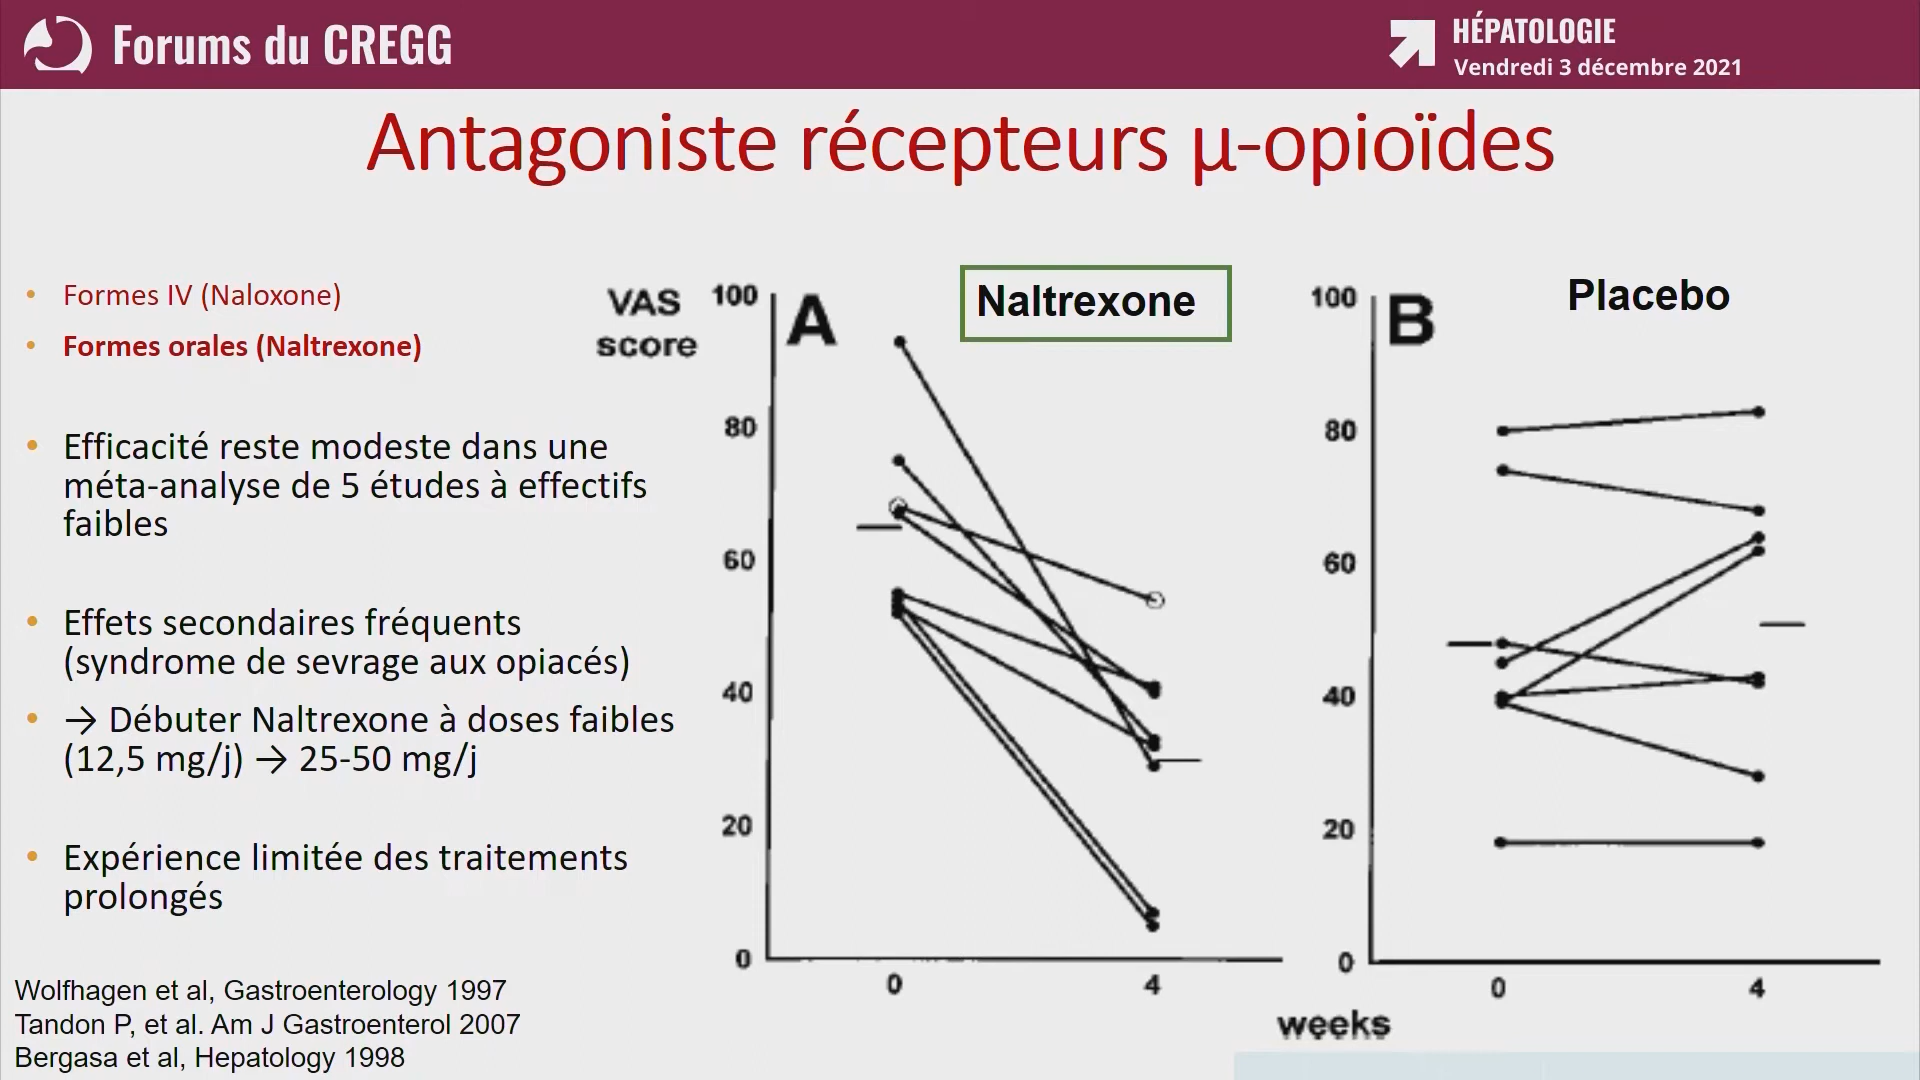 Forums du CREGG
HÉPATOLOGIE
Vendredi 3 décembre 2021
Antagoniste récepteurs µ-opioïdes
• Formes IV (Naloxone)
• Formes orales (Naltrexone)
• Efficacité reste modeste dans une
méta-analyse de 5 études à effectifs
faibles
• Effets secondaires fréquents
(syndrome de sevrage aux opiacés)
• → Débuter Naltrexone à doses faibles
(12,5 mg/j) → 25-50 mg/j
• Expérience limitée des traitements
prolongés
Wolfhagen et al, Gastroenterology 1997
Tandon P, et al. Am J Gastroenterol 2007
Bergasa et al, Hepatology 1998
VAS
score
100
80
60
40
20
0
A
Naltrexone
0
4
100
80
60
40
20
0
B
Placebo
0
4
weeks